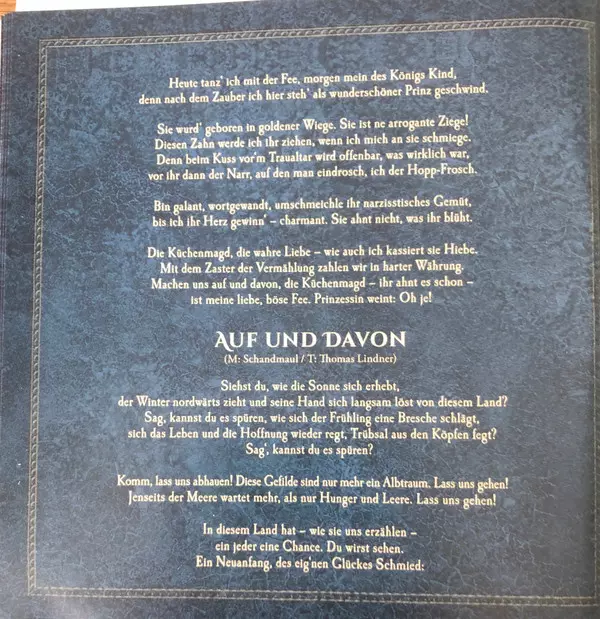 Heute tanz' ich mit der Fee, morgen mein des Königs Kind,
denn nach dem Zauber ich hier steh' als wunderschöner Prinz geschwind.
Sie wurd' geboren in goldener Wiege. Sie ist ne arrogante Ziege!
Diesen Zahn werde ich ihr ziehen, wenn ich mich an sie schmiege.
Denn beim Kuss vor'm Traualtar wird offenbar, was wirklich war,
vor ihr dann der Narr, auf den man eindrosch, ich der Hopp-Frosch.
Bin galant, wortgewandt, umschmeichle ihr narzisstisches Gemüt,
bis ich ihr Herz gewinn' – charmant. Sie ahnt nicht, was ihr blüht.
Die Küchenmagd, die wahre Liebe – wie auch ich kassiert sie Hiebe.
Mit dem Zaster der Vermählung zahlen wir in harter Währung.
Machen uns auf und davon, die Küchenmagd – ihr ahnt es schon –
ist meine liebe, böse Fee. Prinzessin weint: Oh je!
Auf und Davon
(M: Schandmaul / T: Thomas Lindner)
Siehst du, wie die Sonne sich erhebt,
der Winter nordwärts zieht und seine Hand sich langsam löst von diesem Land?
Sag, kannst du es spüren, wie sich der Frühling eine Bresche schlägt,
sich das Leben und die Hoffnung wieder regt, Trübsal aus den Köpfen fegt?
Sag', kannst du es spüren?
Komm, lass uns abhauen! Diese Gefilde sind nur mehr ein Albtraum. Lass uns gehen!
Jenseits der Meere wartet mehr, als nur Hunger und Leere. Lass uns gehen!
In diesem Land hat – wie sie uns erzählen –
ein jeder eine Chance. Du wirst sehen.
Ein Neuanfang, des eig'nen Glückes Schmied: